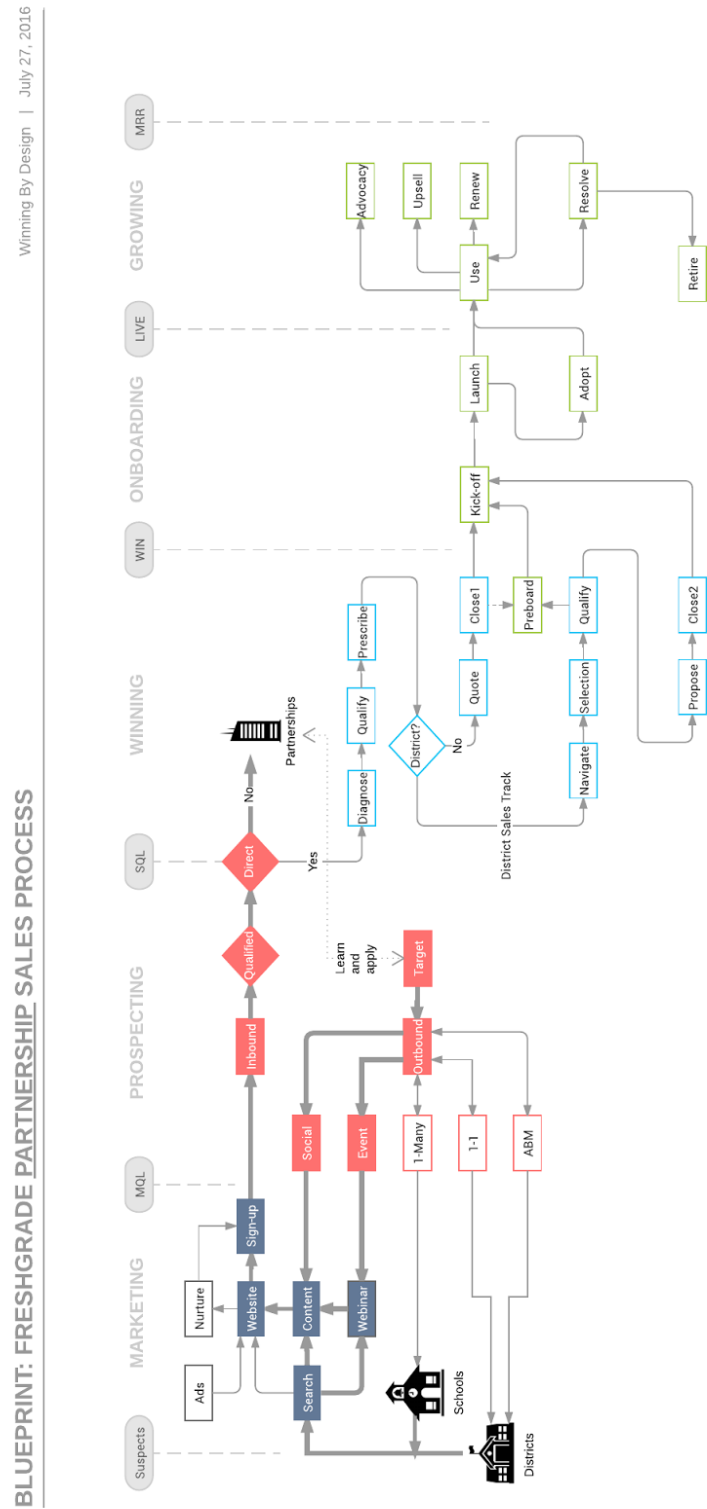 BLUEPRINT: FRESHGRADE PARTNERSHIP SALES PROCESS
Winning By Design | July 27, 2016
Suspects
MQL
SQL
WIN
LIVE
MRR
MARKETING
PROSPECTING
WINNING
ONBOARDING
GROWING
Ads
Nurture
Website
Sign-up
Inbound
Qualified
Direct
No
Partnerships
Yes
Search
Content
Social
Webinar
Event
Learn
and
apply
Outbound
Target
Schools
1-Many
1-1
ABM
Districts
Diagnose
Qualify
Prescribe
District?
No
District Sales Track
Quote
Close1
Preboard
Navigate
Selection
Qualify
Propose
Close2
Kick-off
Launch
Adopt
Use
Advocacy
Upsell
Renew
Resolve
Retire